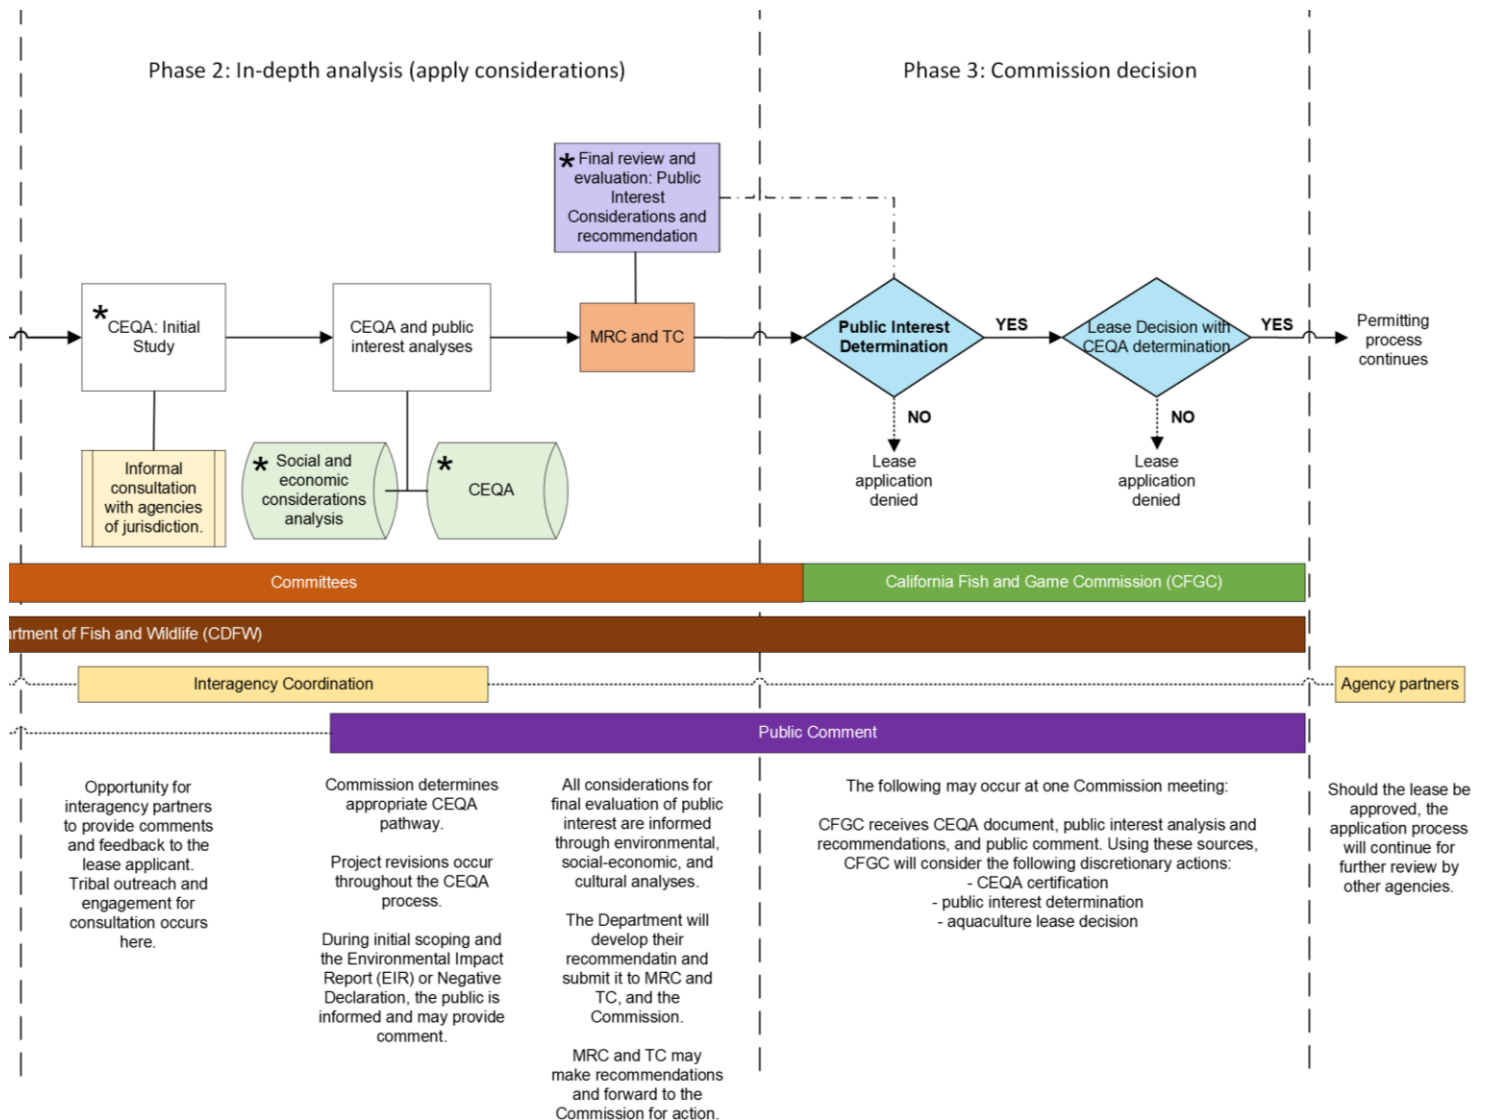 Phase 2: In-depth analysis (apply considerations)
Phase 3: Commission decision
* Final review and
evaluation: Public
Interest
Considerations and
recommendation
* CEQA: Initial
Study
CEQA and public
interest analyses
MRC and TC
Public Interest
Determination
YES
Lease Decision with
CEQA determination
YES
Permitting
process
continues
NO
Lease
application
denied
NO
Lease
application
denied
Informal
consultation
with agencies
of jurisdiction.
* Social and
economic
considerations
analysis
* CEQA
Committees
California Fish and Game Commission (CFGC)
artment of Fish and Wildlife (CDFW)
Interagency Coordination
Agency partners
Public Comment
Opportunity for
interagency partners
to provide comments
and feedback to the
lease applicant.
Tribal outreach and
engagement for
consultation occurs
here.
Commission determines
appropriate CEQA
pathway.
Project revisions occur
throughout the CEQA
process.
During initial scoping and
the Environmental Impact
Report (EIR) or Negative
Declaration, the public is
informed and may provide
comment.
All considerations for
final evaluation of public
interest are informed
through environmental,
social-economic, and
cultural analyses.
The Department will
develop their
recommendatin and
submit it to MRC and
TC, and the
Commission.
MRC and TC may
make recommendations
and forward to the
Commission for action.
The following may occur at one Commission meeting:
CFGC receives CEQA document, public interest analysis and
recommendations, and public comment. Using these sources,
CFGC will consider the following discretionary actions:
- CEQA certification
- public interest determination
- aquaculture lease decision
Should the lease be
approved, the
application process
will continue for
further review by
other agencies.